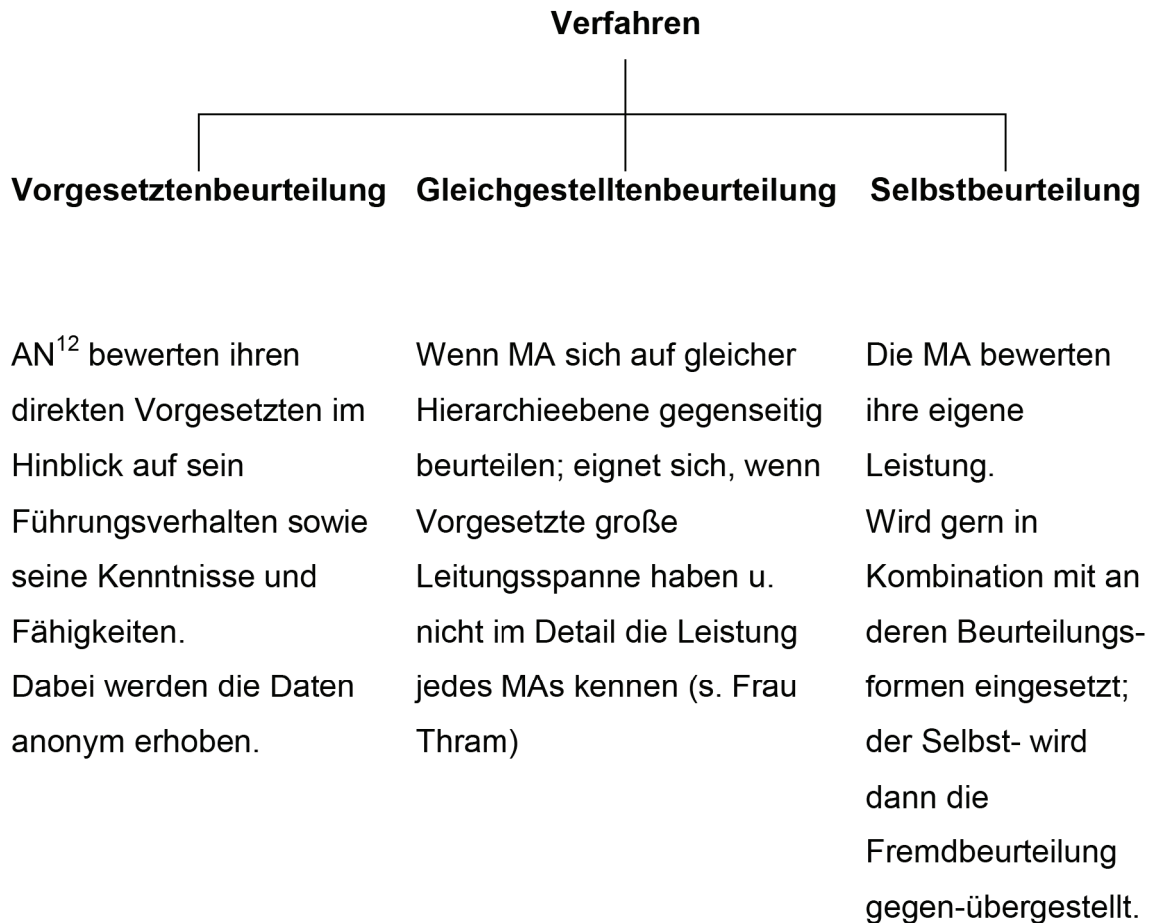 Verfahren
Vorgesetztenbeurteilung
Gleichgestelltenbeurteilung
Selbstbeurteilung
AN12 bewerten ihren
direkten Vorgesetzten im
Hinblick auf sein
Führungsverhalten sowie
seine Kenntnisse und
Fähigkeiten.
Dabei werden die Daten
anonym erhoben.
Wenn MA sich auf gleicher
Hierarchieebene gegenseitig
beurteilen; eignet sich, wenn
Vorgesetzte große
Leitungsspanne haben u.
nicht im Detail die Leistung
jedes MAs kennen (s. Frau
Thram)
Die MA bewerten
ihre eigene
Leistung.
Wird gern in
Kombination mit an
deren Beurteilungs-
formen eingesetzt;
der Selbst- wird
dann die
Fremdbeurteilung
gegen-übergestellt.